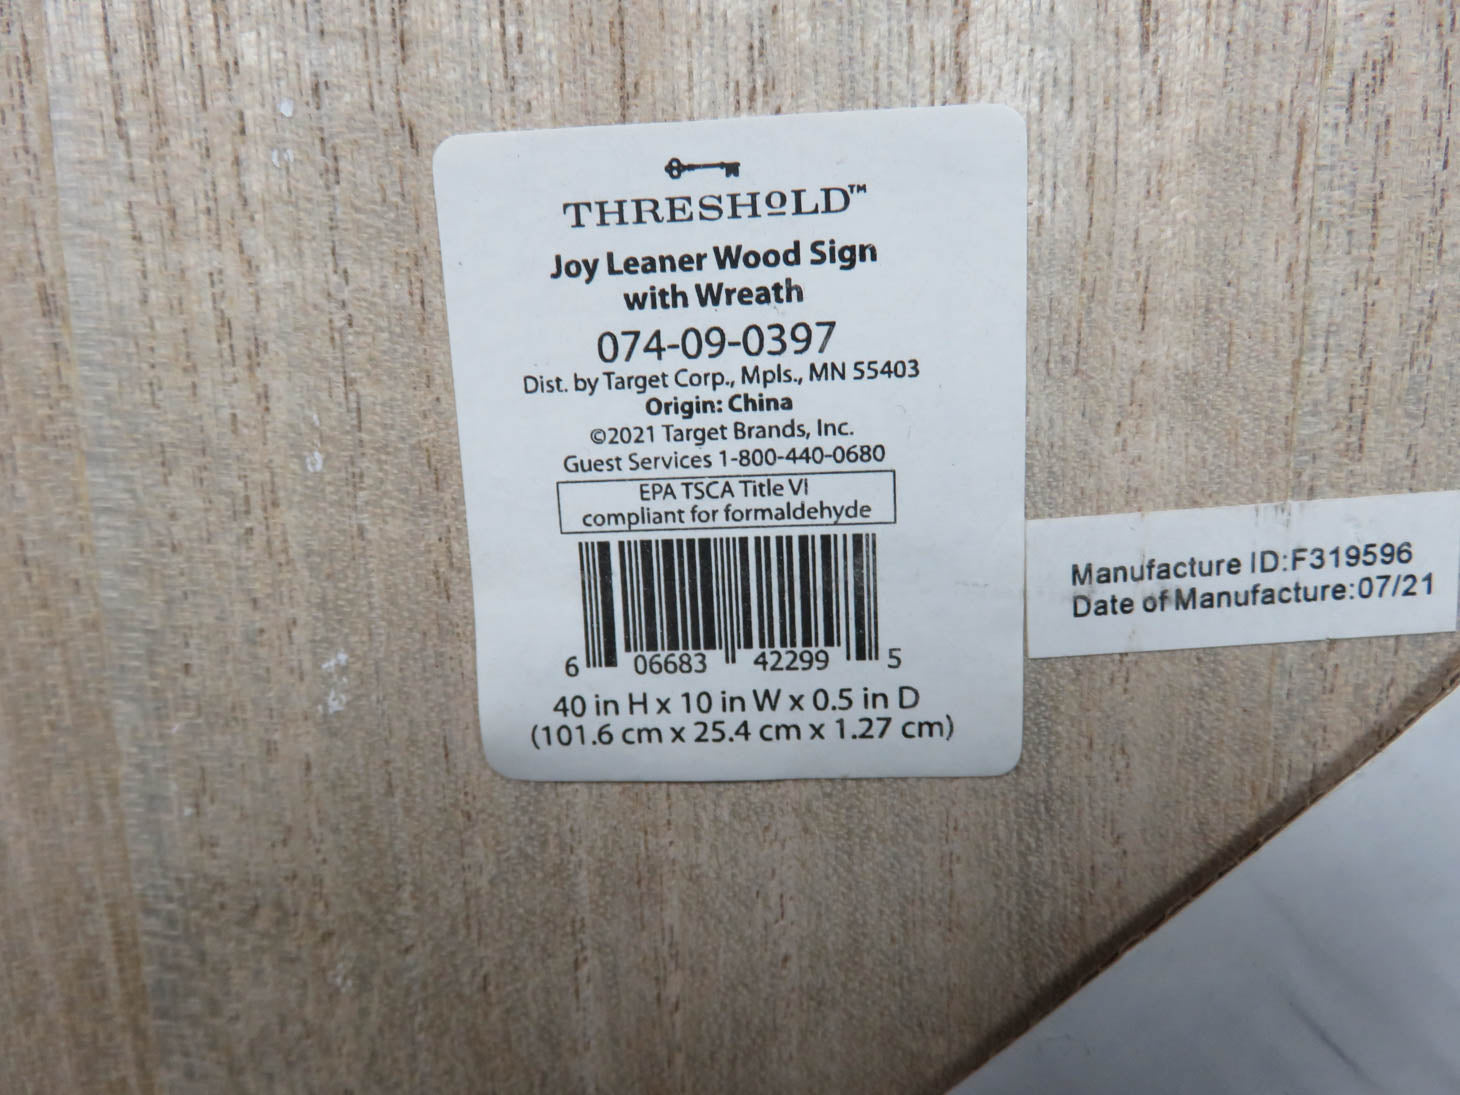 THRESHOLD™
Joy Leaner Wood Sign
with Wreath
074-09-0397
Dist. by Target Corp., Mpls., MN 55403
Origin: China
©2021 Target Brands, Inc.
Guest Services 1-800-440-0680
EPA TSCA Title VI
compliant for formaldehyde
6 06683 42299 5
40 in H x 10 in W x 0.5 in D
(101.6 cm x 25.4 cm x 1.27 cm)
Manufacture ID:F319596
Date of Manufacture:07/21